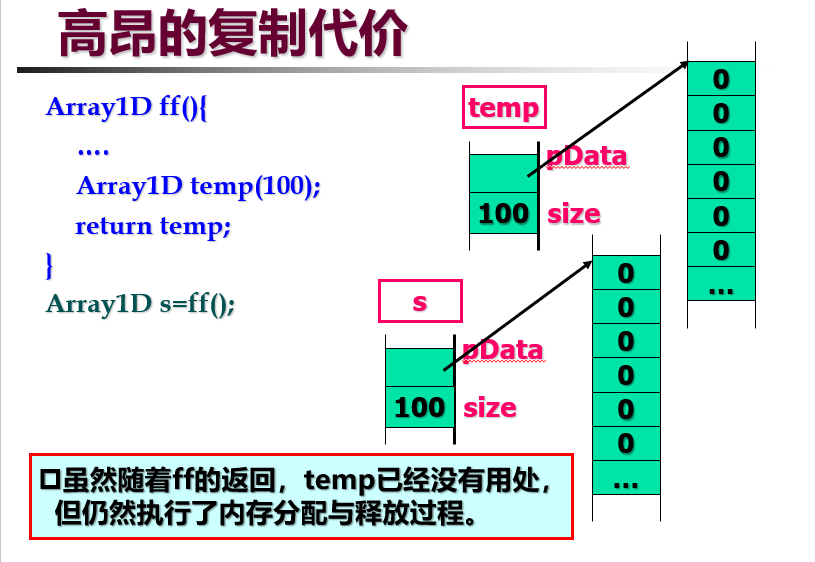 高昂的复制代价
Array1D ff(){
....
Array1D temp(100);
return temp;
}
Array1D s=ff();
temp
pData
100
size
0
0
0
0
0
0
...
s
pData
100
size
0
0
0
0
0
0
...
虽然随着ff的返回，temp已经没有用处，
但仍然执行了内存分配与释放过程。